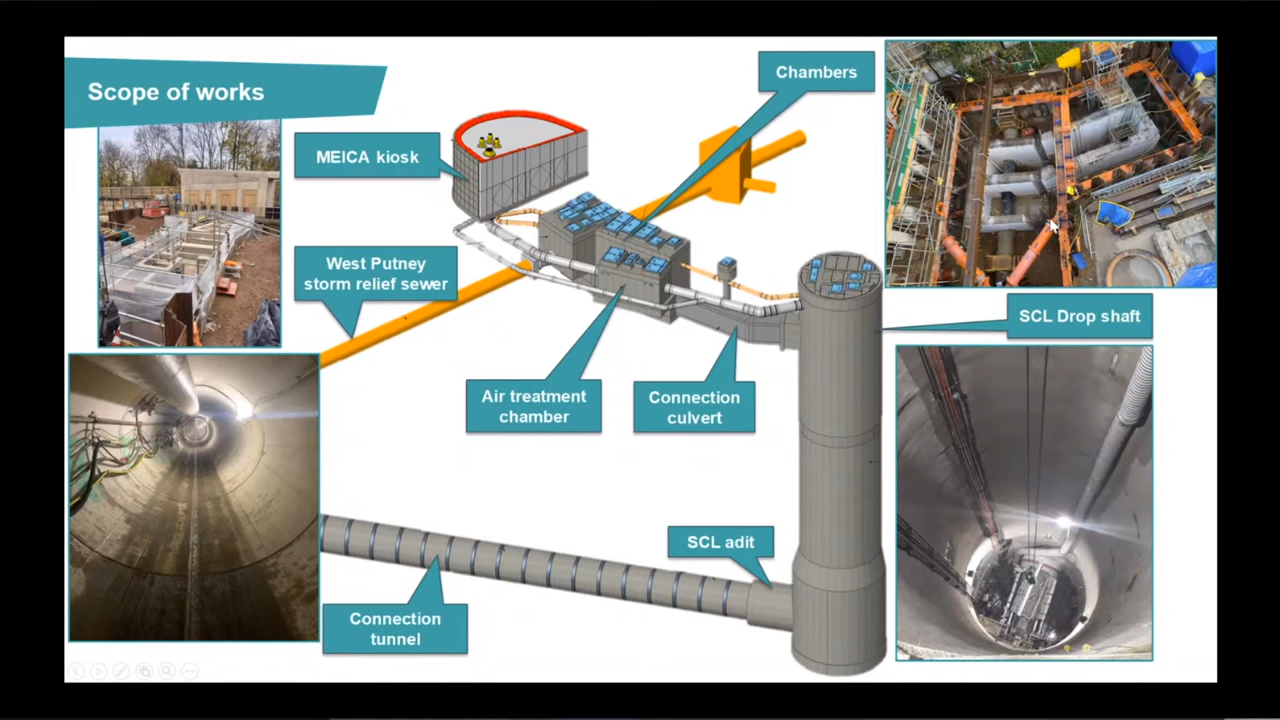 Scope of works
Chambers
MEICA kiosk
West Putney
storm relief sewer
SCL Drop shaft
Air treatment
chamber
Connection
culvert
SCL adit
Connection
tunnel